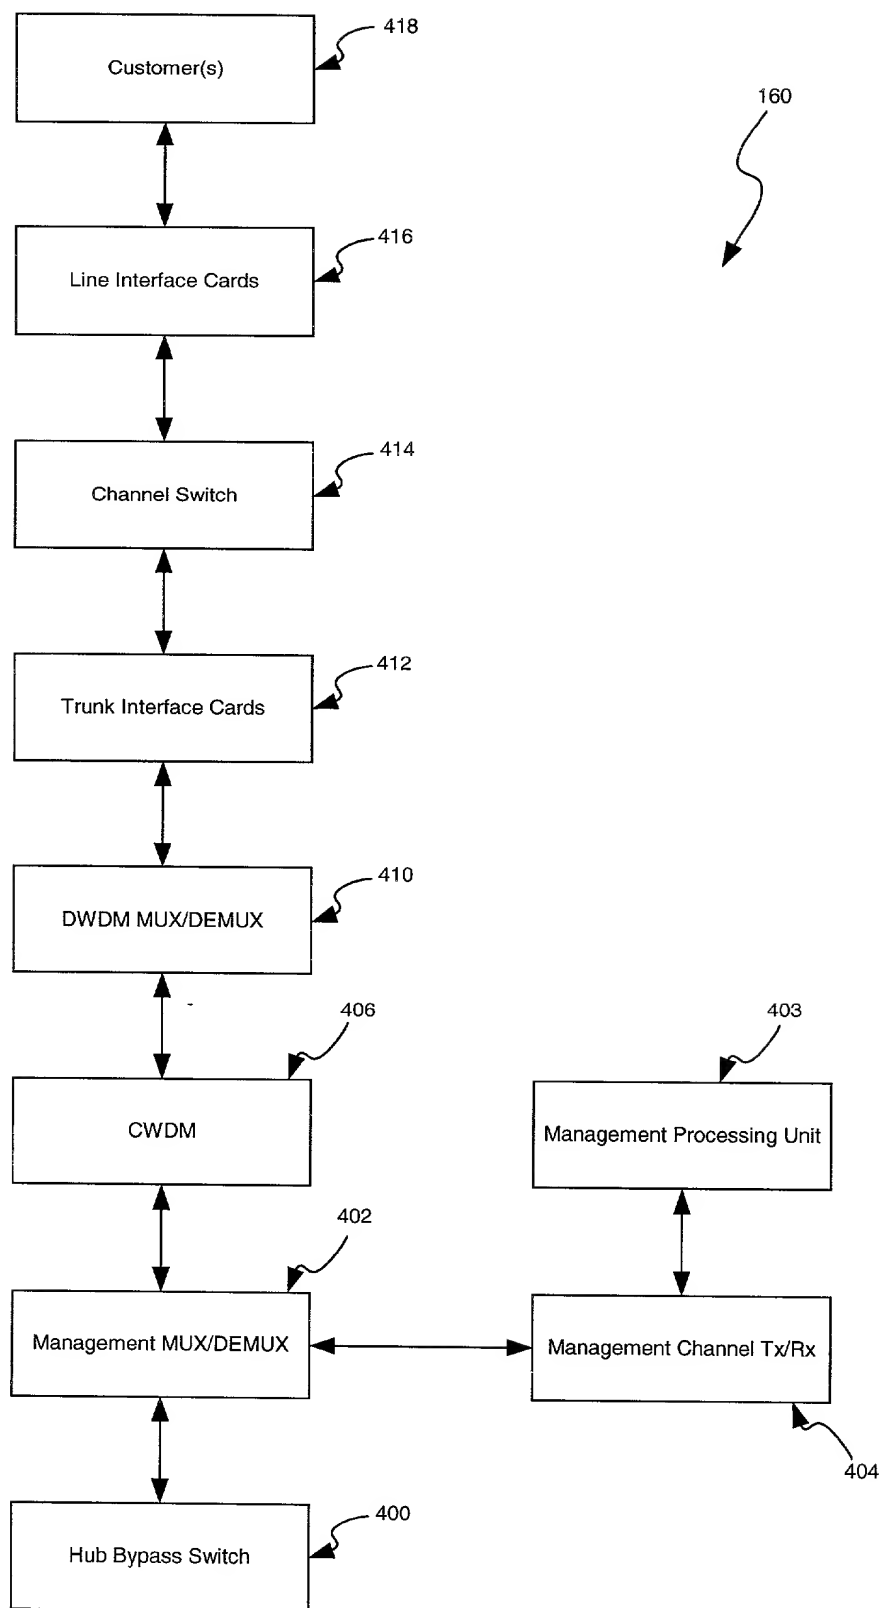 418
Customer(s)
160
416
Line Interface Cards
414
Channel Switch
412
Trunk Interface Cards
410
DWDM MUX/DEMUX
406
403
CWDM
Management Processing Unit
402
Management MUX/DEMUX
Management Channel Tx/Rx
404
400
Hub Bypass Switch